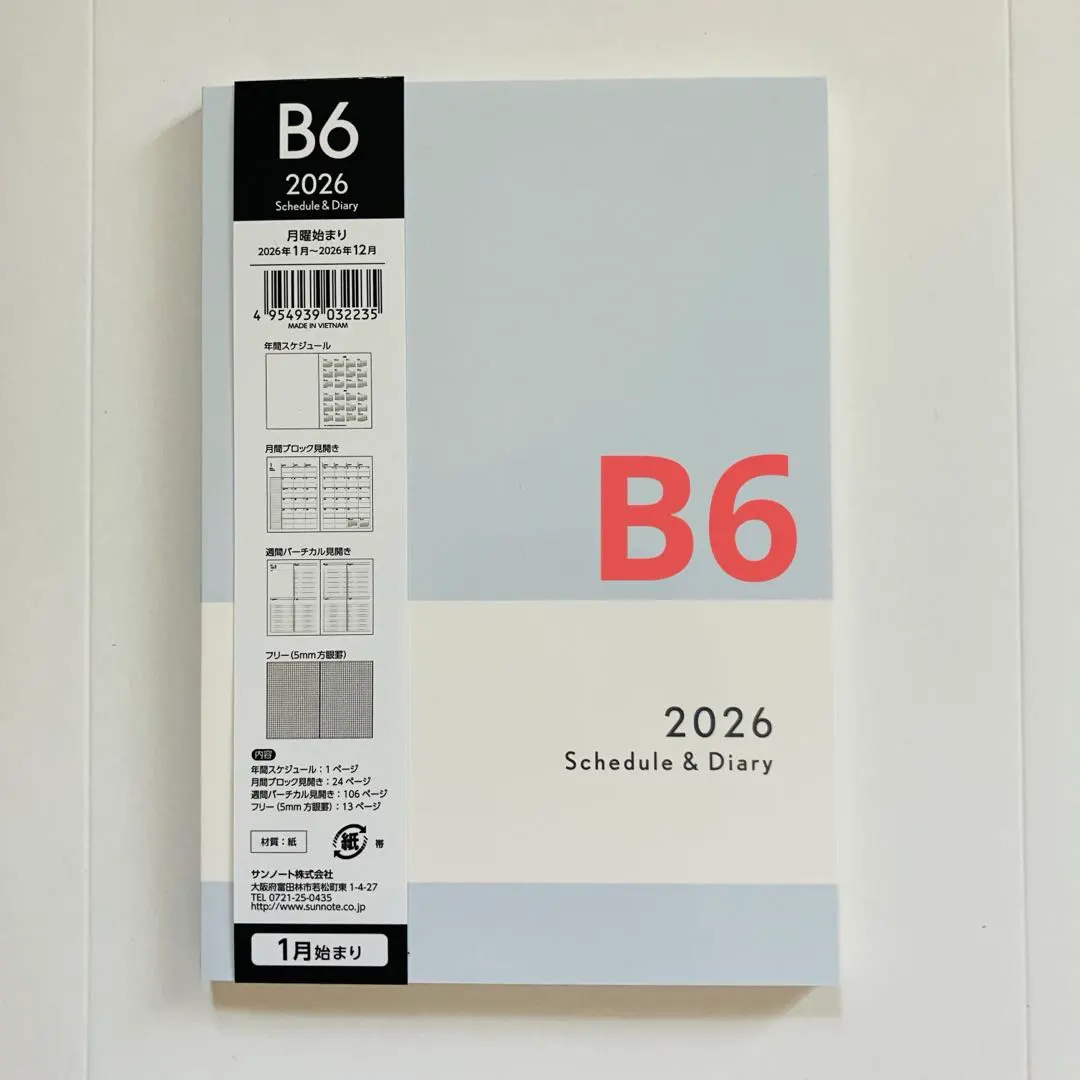 B6
2026
Schedule & Diary
月曜始まり
2026年1月～2026年12月
4 954939 032235
MADE IN VIETNAM
年間スケジュール
月間ブロック見開き
週間バーチカル見開き
フリー(5mm方眼罫)
内容
年間スケジュール：1ページ
月間ブロック見開き：24ページ
週間バーチカル見開き：106ページ
フリー(5mm方眼罫)：13ページ
材質：紙
紙 帯
サンノート株式会社
大阪府富田林市若松町東1-4-27
TEL 0721-25-0435
http://www.sunnote.co.jp
1月始まり
B6
2026
Schedule & Diary